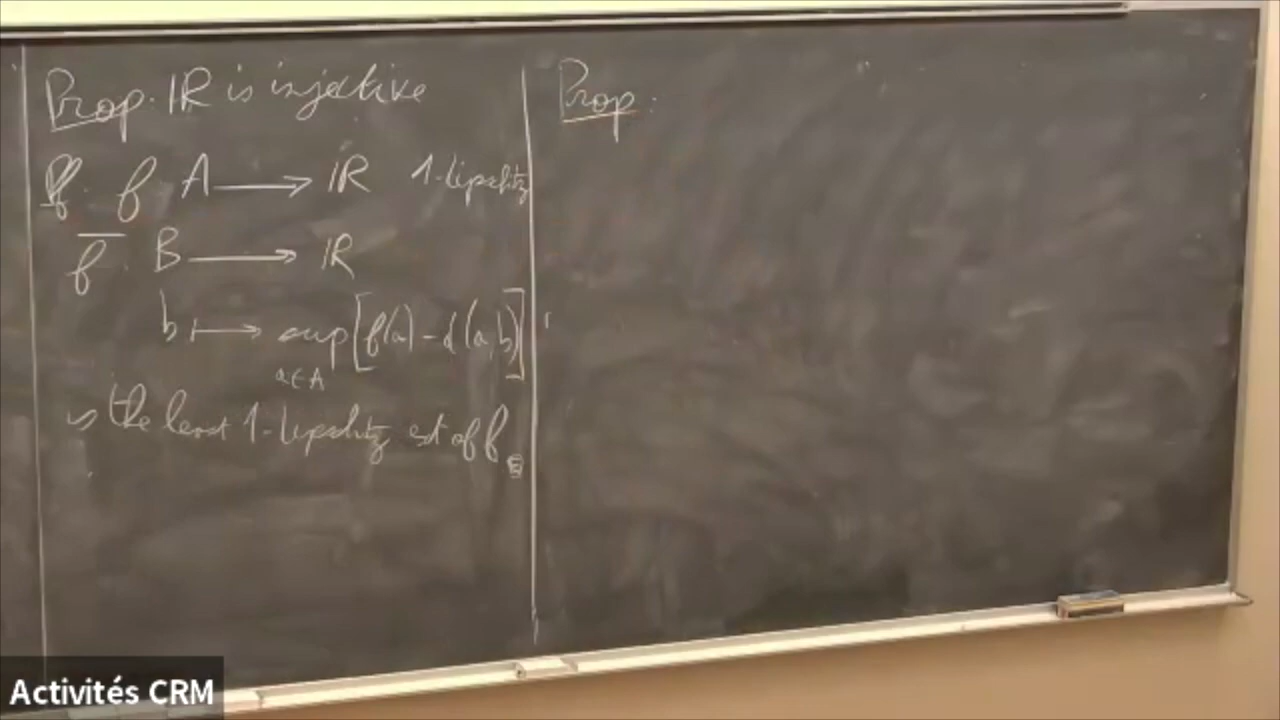 Prop: ℝ is injective
Pf. f A ⟶ ℝ 1-Lipschitz
f̄ B ⟶ ℝ
b ⟼ sup[f(a) - d(a,b)]
a∈A
is the least 1-Lipschitz ext of f.
Prop:
Activités CRM